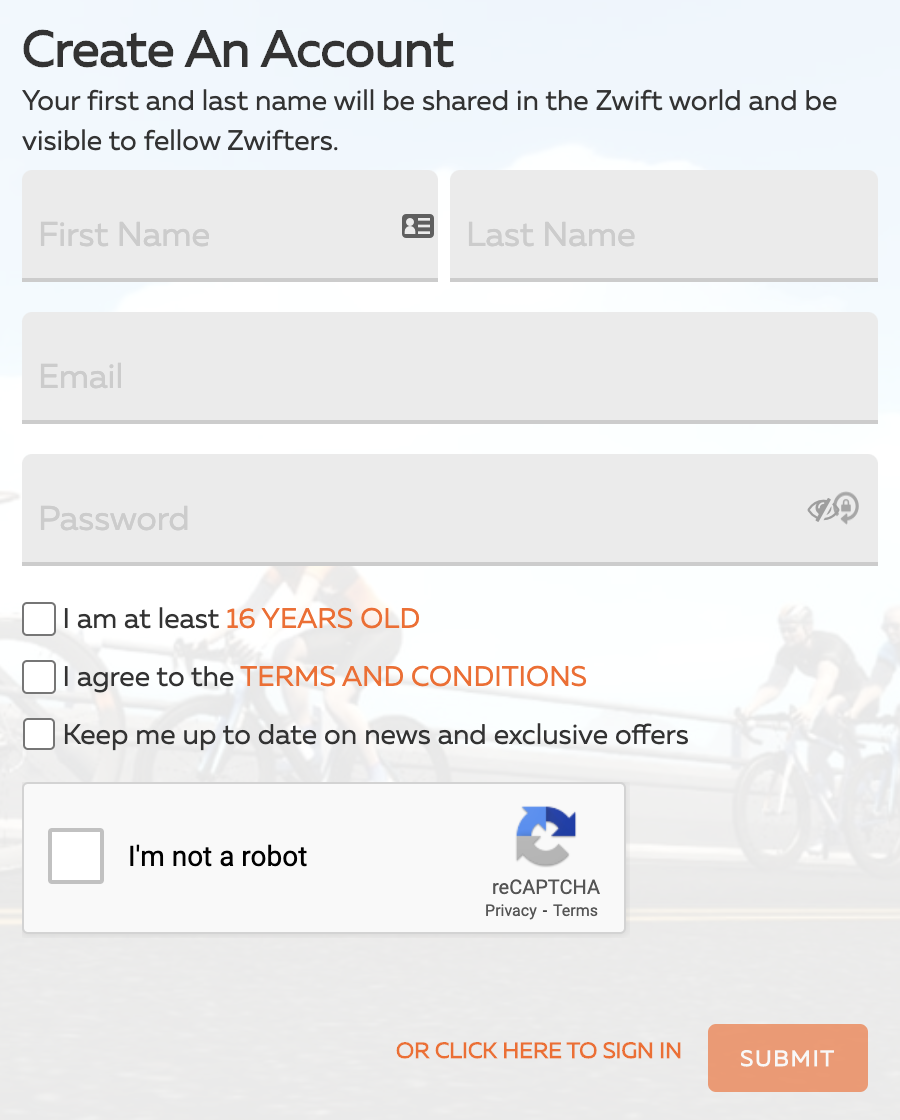 Create An Account
Your first and last name will be shared in the Zwift world and be
visible to fellow Zwifters.
First Name
Last Name
Email
Password
I am at least 16 YEARS OLD
I agree to the TERMS AND CONDITIONS
Keep me up to date on news and exclusive offers
I'm not a robot
reCAPTCHA
Privacy - Terms
OR CLICK HERE TO SIGN IN
SUBMIT